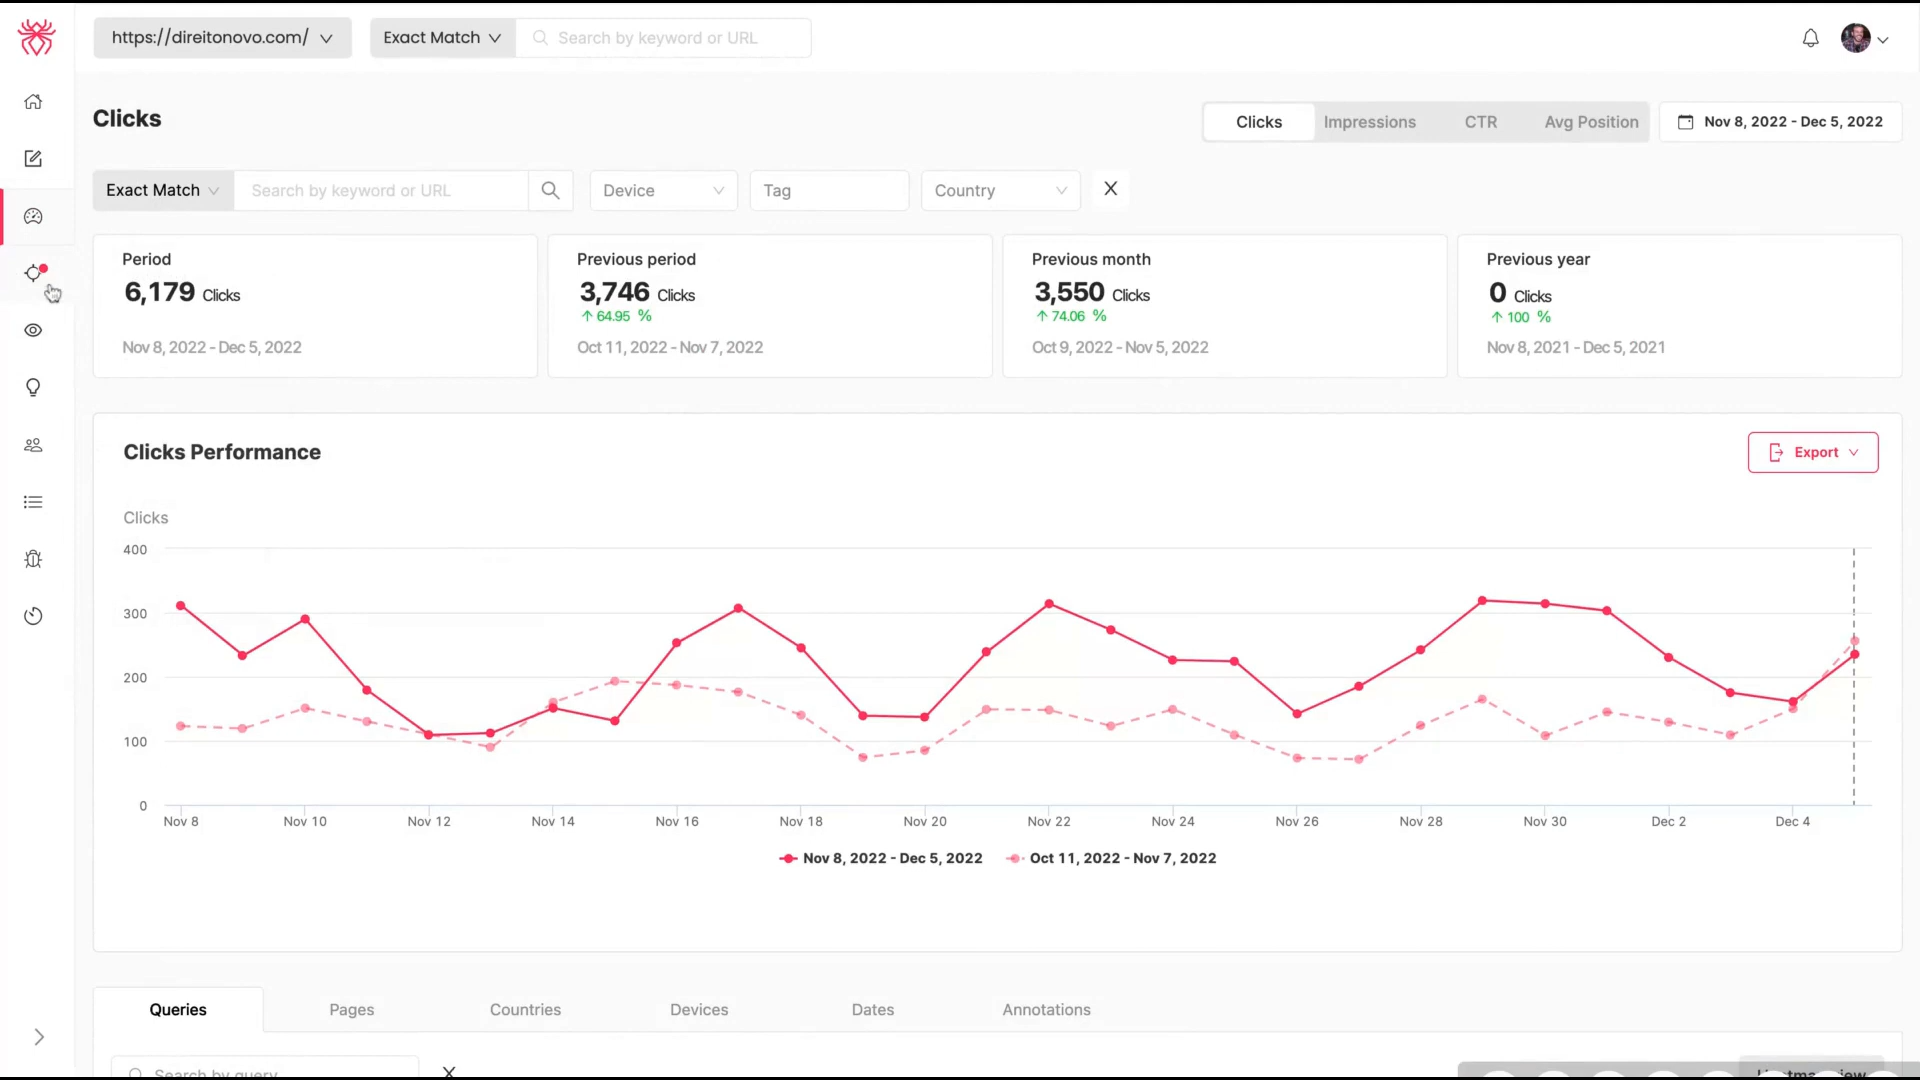 https://direitonovo.com/
Exact Match
Search by keyword or URL
Clicks
Clicks
Impressions
CTR
Avg Position
Nov 8, 2022 - Dec 5, 2022
Exact Match
Search by keyword or URL
Device
Tag
Country
X
Period
6,179 Clicks
Nov 8, 2022 - Dec 5, 2022
Previous period
3,746 Clicks
↑ 64.95 %
Oct 11, 2022 - Nov 7, 2022
Previous month
3,550 Clicks
↑ 74.06 %
Oct 9, 2022 - Nov 5, 2022
Previous year
0 Clicks
↑ 100 %
Nov 8, 2021 - Dec 5, 2021
Clicks Performance
Export
Clicks
400
300
200
100
0
Nov 8
Nov 10
Nov 12
Nov 14
Nov 16
Nov 18
Nov 20
Nov 22
Nov 24
Nov 26
Nov 28
Nov 30
Dec 2
Dec 4
Nov 8, 2022 - Dec 5, 2022
Oct 11, 2022 - Nov 7, 2022
Queries
Pages
Countries
Devices
Dates
Annotations
Search by query
X